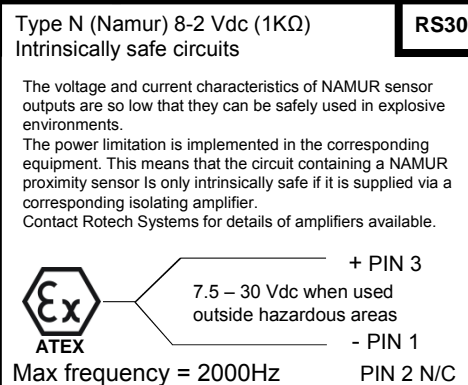 Type N (Namur) 8-2 Vdc (1KΩ)
RS30
Intrinsically safe circuits
The voltage and current characteristics of NAMUR sensor
outputs are so low that they can be safely used in explosive
environments.
The power limitation is implemented in the corresponding
equipment. This means that the circuit containing a NAMUR
proximity sensor Is only intrinsically safe if it is supplied via a
corresponding isolating amplifier.
Contact Rotech Systems for details of amplifiers available.
+ PIN 3
7.5 – 30 Vdc when used
outside hazardous areas
Ex
ATEX
- PIN 1
Max frequency = 2000Hz
PIN 2 N/C